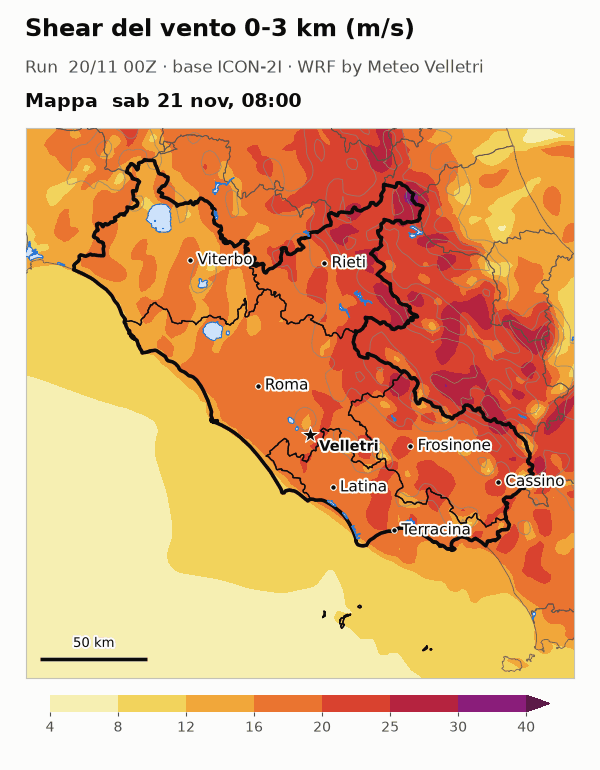 Shear del vento 0-3 km (m/s)
Run  20/11 00Z · base ICON-2I · WRF by Meteo Velletri
Mappa  sab 21 nov, 08:00
Viterbo
Rieti
Roma
Velletri
Frosinone
Cassino
Latina
Terracina
50 km
4 8 12 16 20 25 30 40